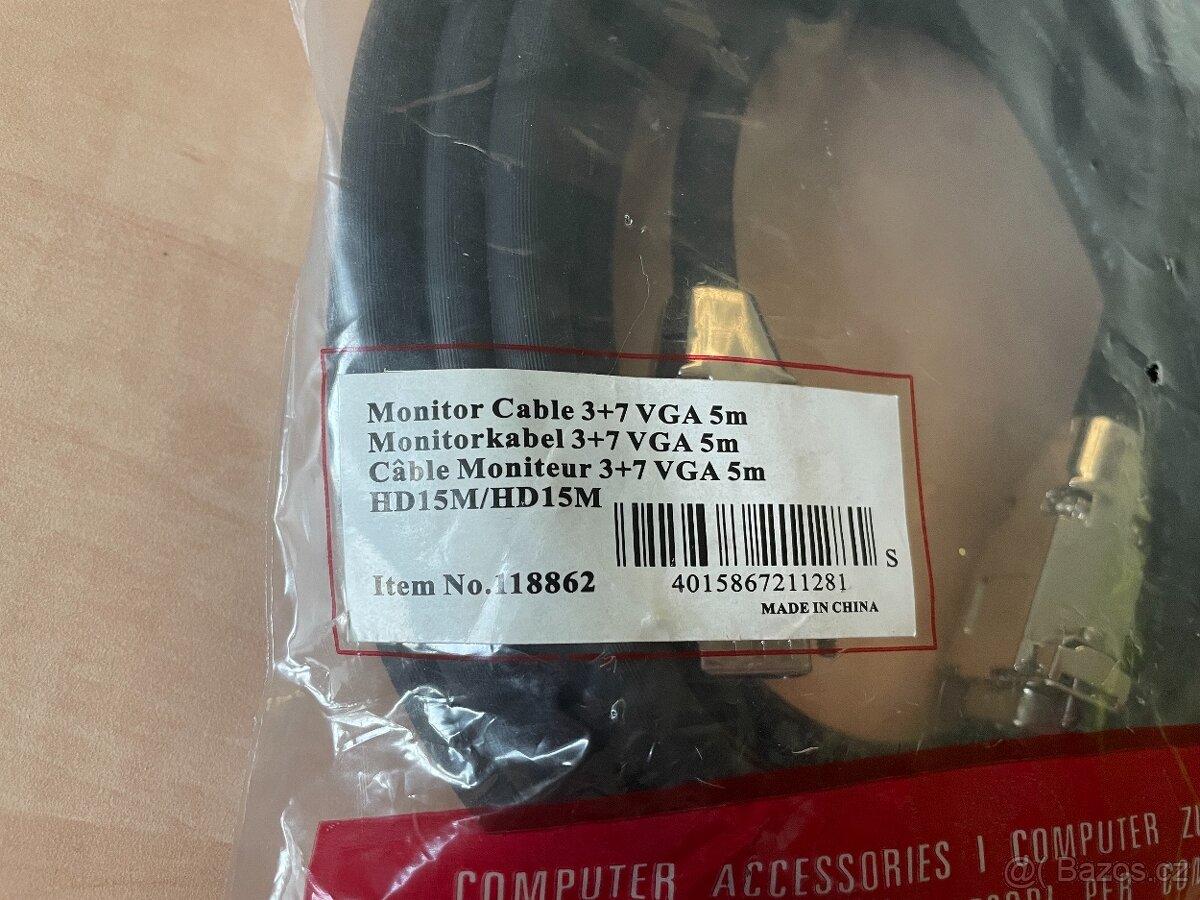 Monitor Cable 3+7 VGA 5m
Monitorkabel 3+7 VGA 5m
Câble Moniteur 3+7 VGA 5m
HD15M/HD15M
S
Item No.118862
4015867211281
MADE IN CHINA
COMPUTER ACCESSORIES | COMPUTER
PER
@ Bazos.cz